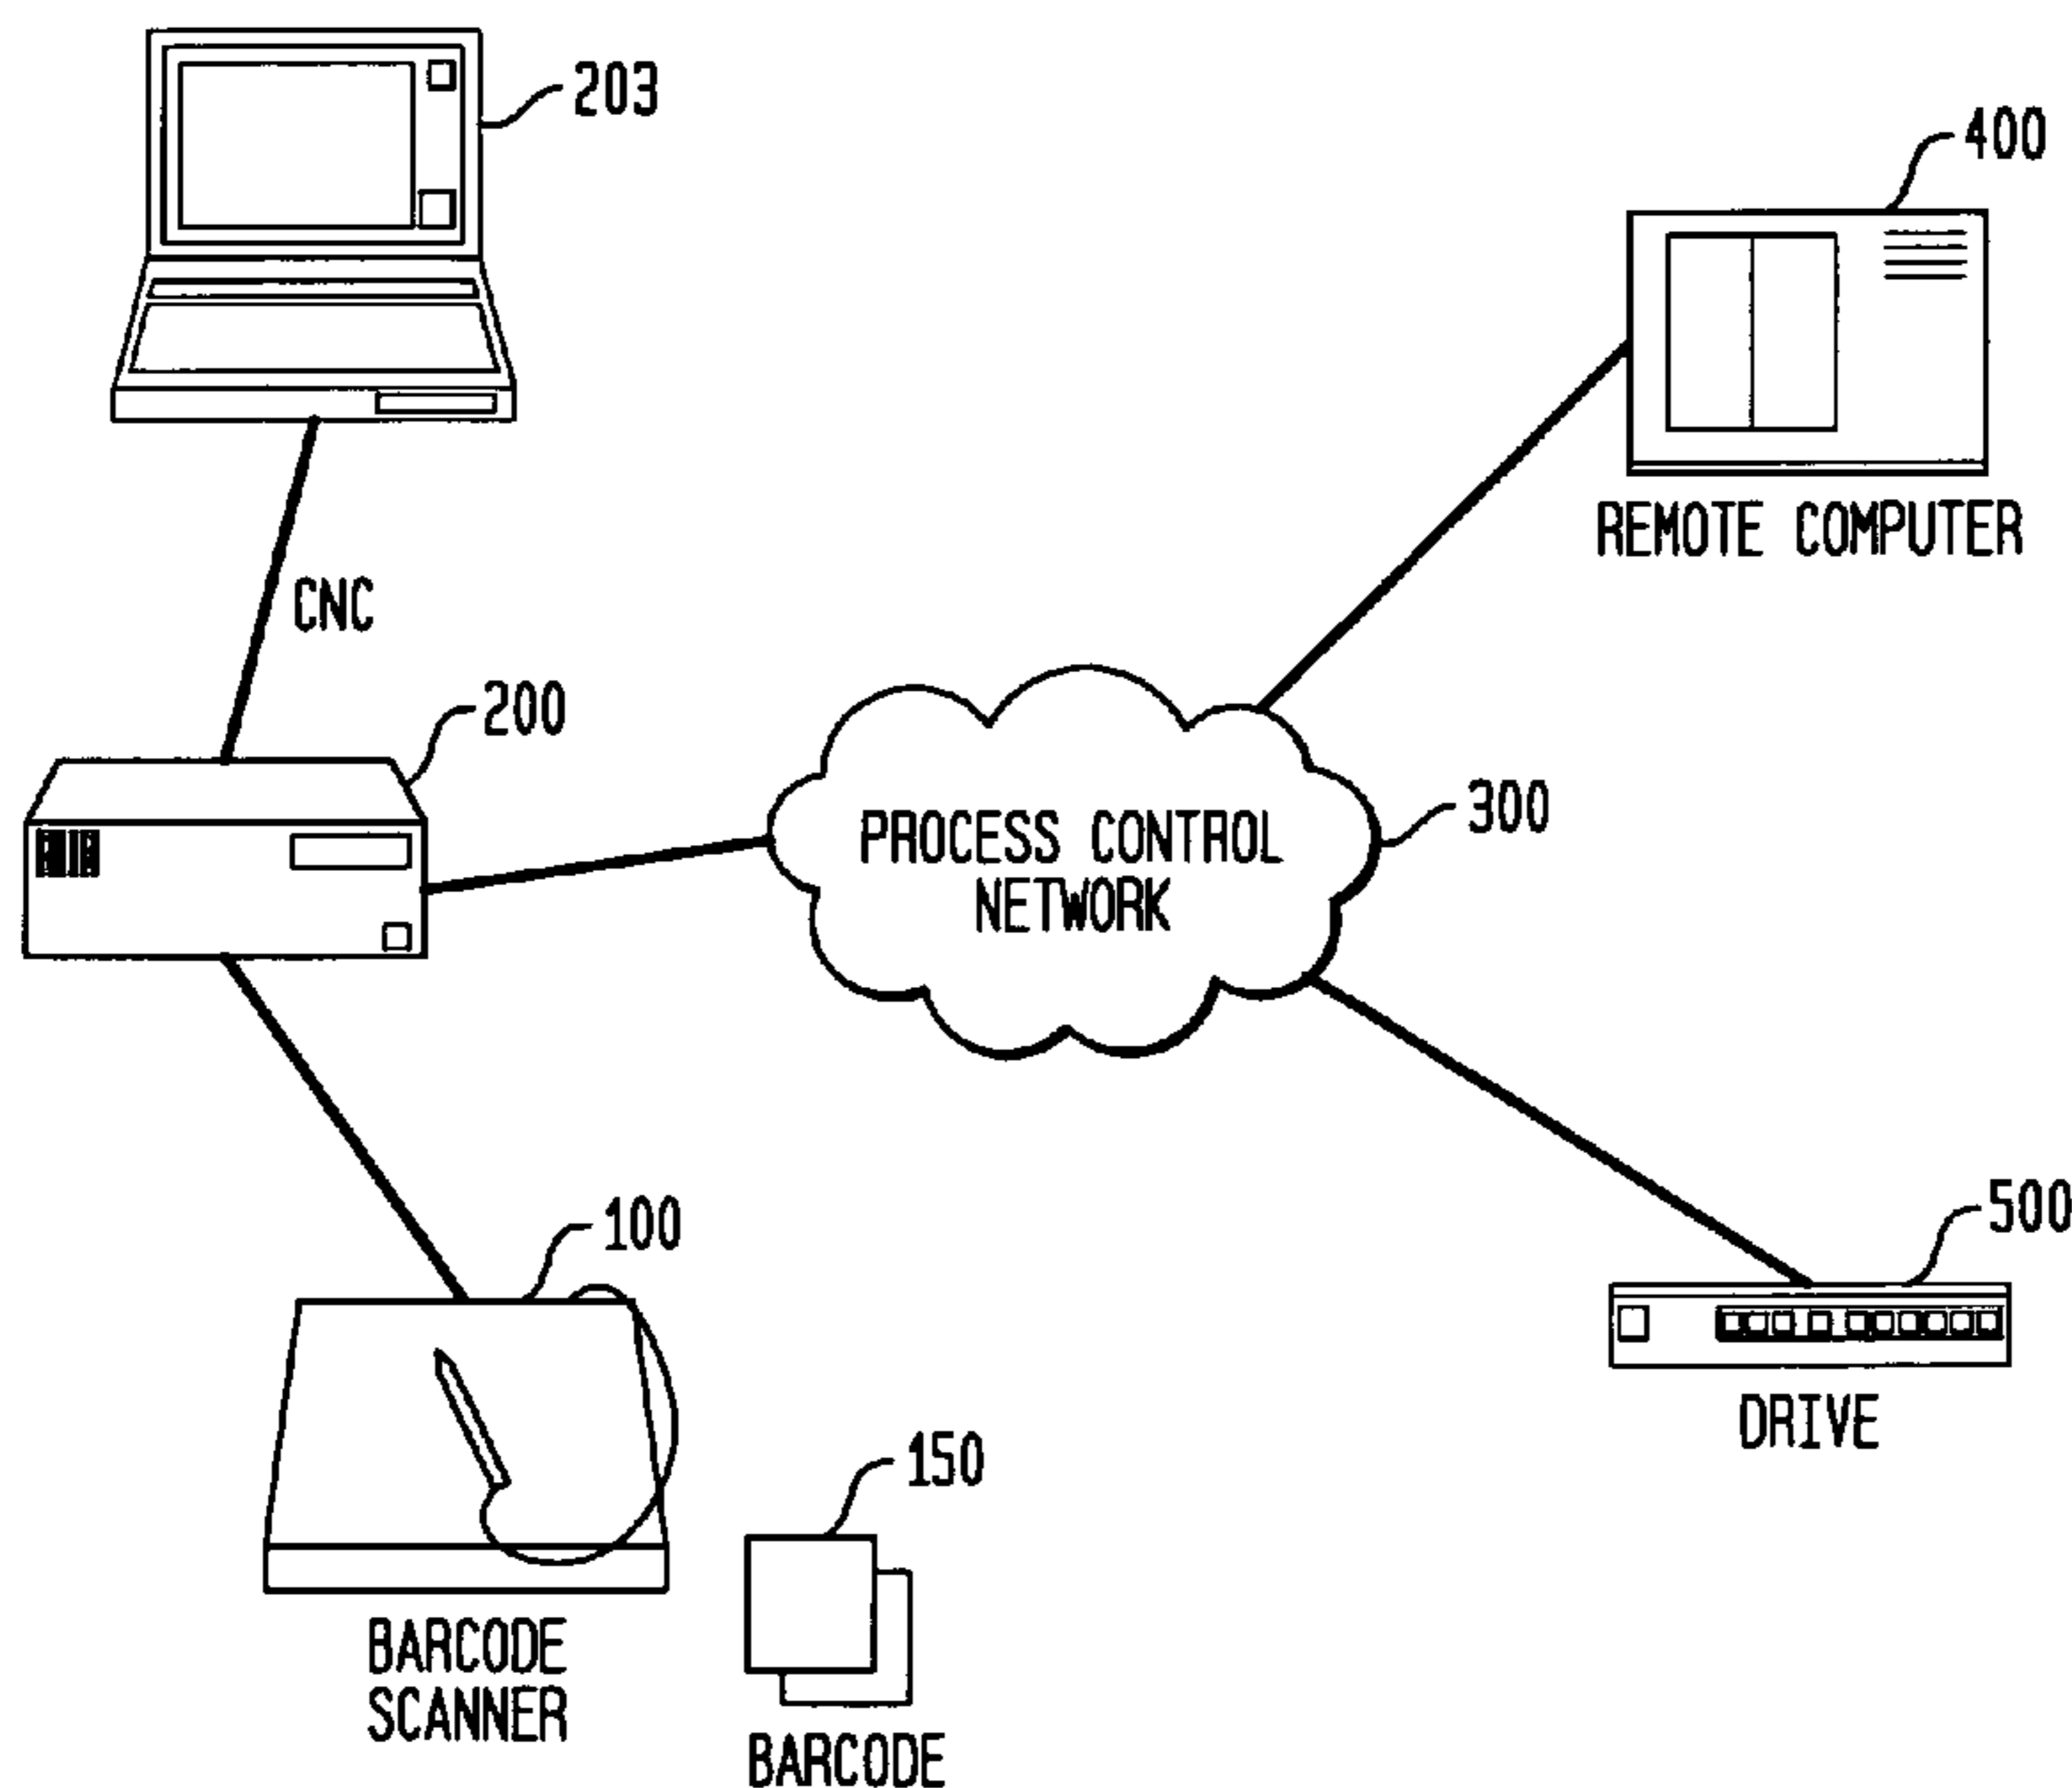 203
400
REMOTE COMPUTER
CNC
200
300
PROCESS CONTROL
NETWORK
100
500
DRIVE
150
BARCODE
SCANNER
BARCODE